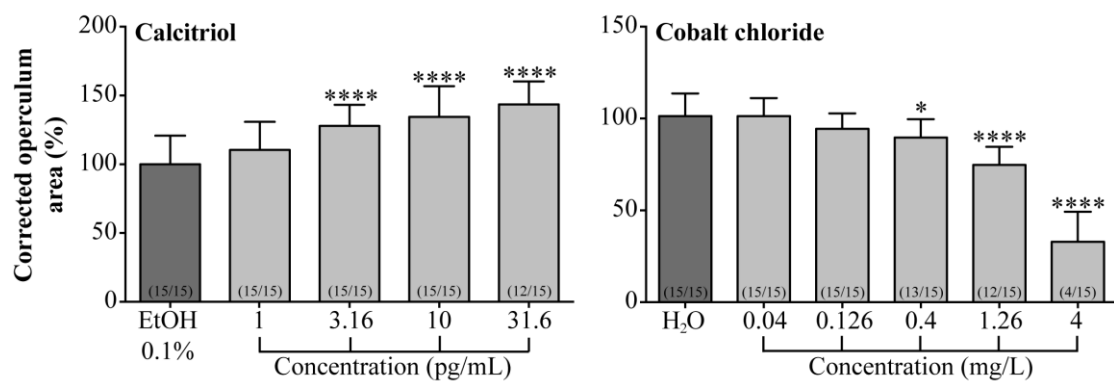 Corrected operculum
area (%)
Calcitriol
200
150
100
50
0
**** **** ****
(15/15) (15/15) (15/15) (15/15) (12/15)
EtOH 1 3.16 10 31.6
0.1%
Concentration (pg/mL)
Cobalt chloride
150
100
50
0
* **** ****
(15/15) (15/15) (15/15) (13/15) (12/15) (4/15)
H₂O 0.04 0.126 0.4 1.26 4
Concentration (mg/L)